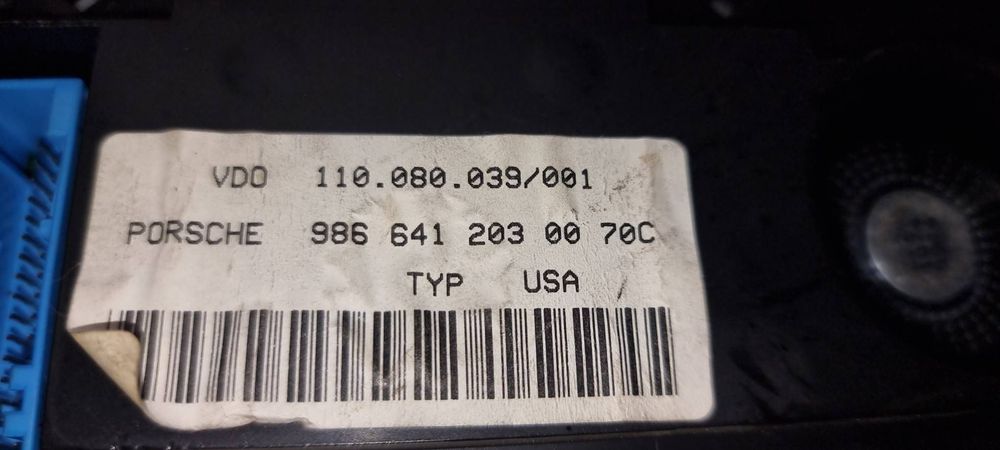 VDO 110.080.039/001
PORSCHE 986 641 203 00 70C
TYP USA